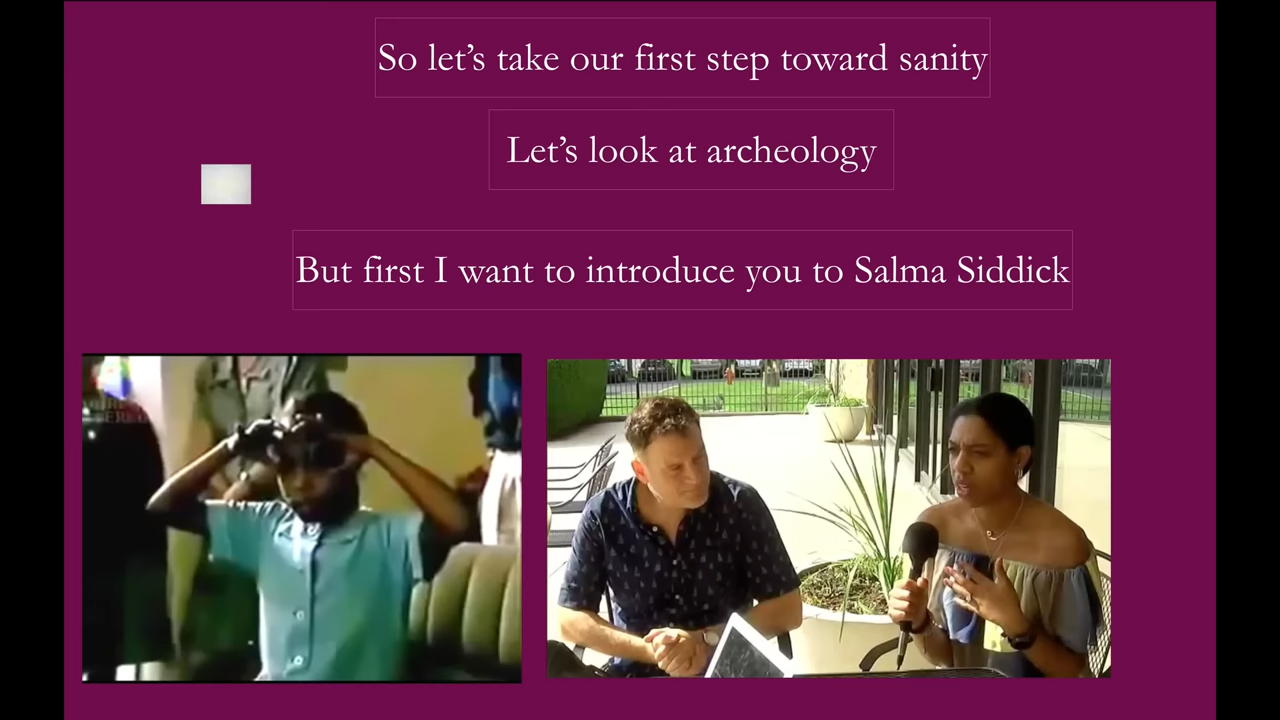 So let’s take our first step toward sanity
Let’s look at archeology
But first I want to introduce you to Salma Siddick